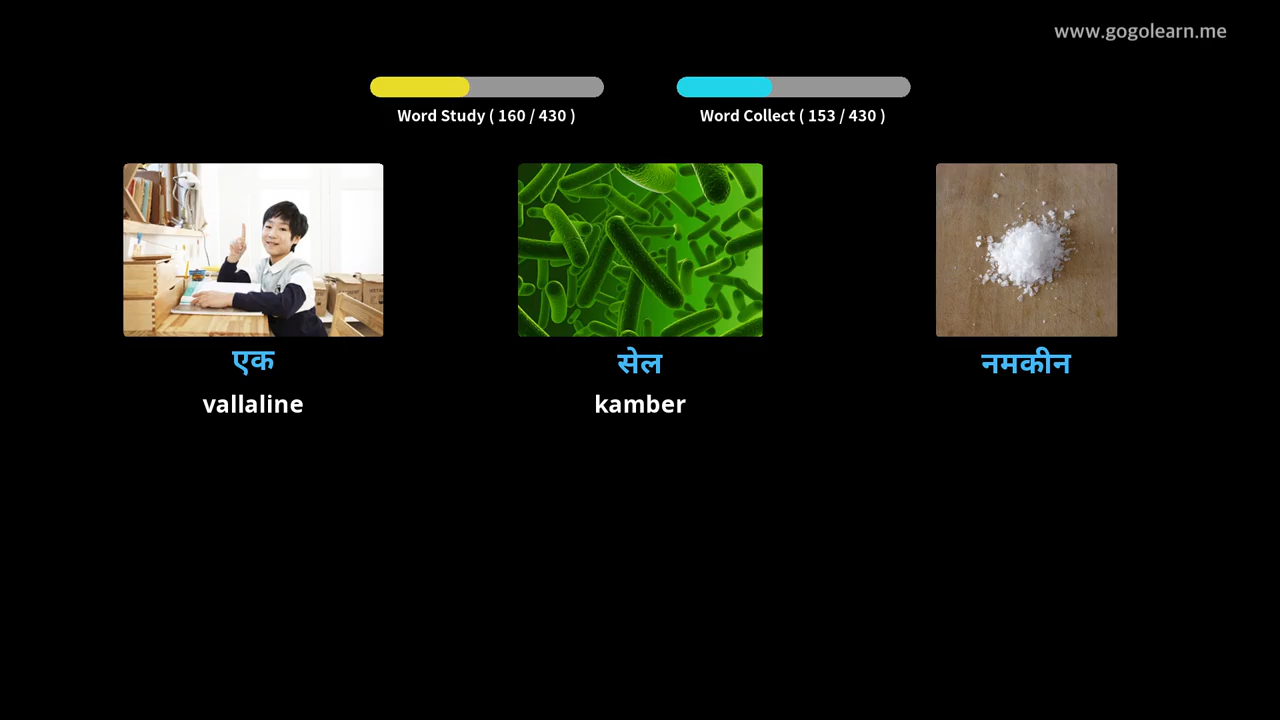 www.gogolearn.me
Word Study ( 160 / 430 )
Word Collect ( 153 / 430 )
एक
सेल
नमकीन
vallaline
kamber